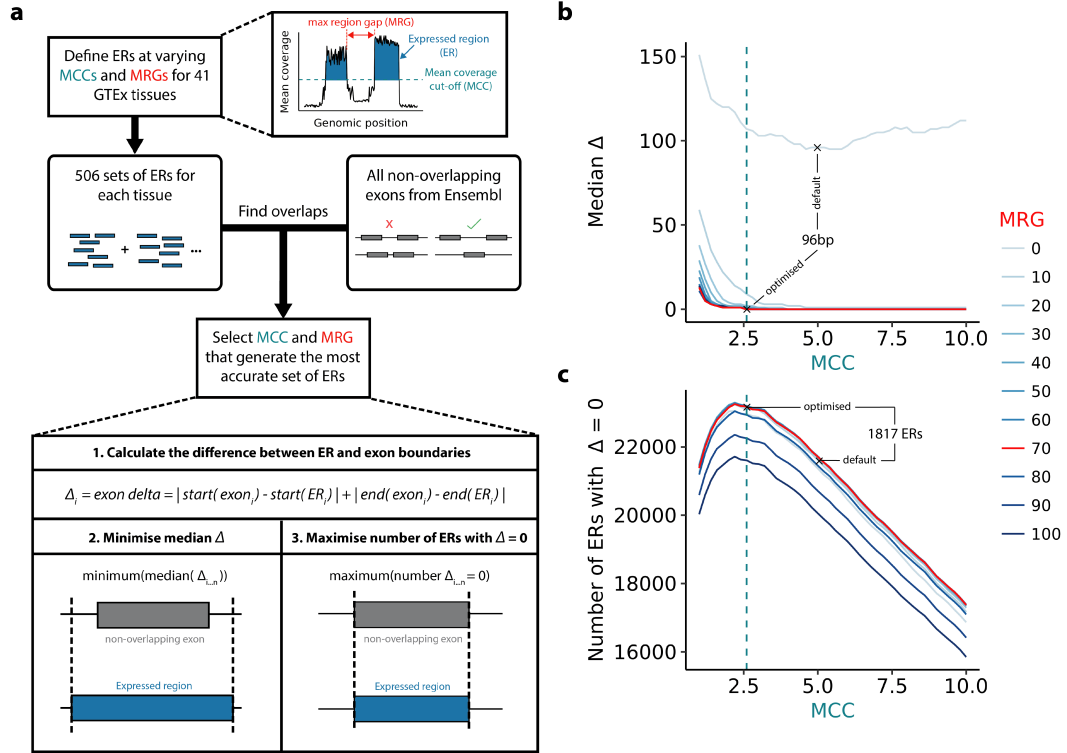 a
Define ERs at varying
MCCs and MRGs for 41
GTEx tissues
max region gap (MRG)
Expressed region
(ER)
Mean coverage
cut-off (MCC)
Mean coverage
Genomic position
506 sets of ERs for
each tissue
+
...
Find overlaps
All non-overlapping
exons from Ensembl
x ✓
Select MCC and MRG
that generate the most
accurate set of ERs
1. Calculate the difference between ER and exon boundaries
Δi = exon delta = | start( exoni ) - start( ERi ) | + | end( exoni ) - end( ERi ) |
2. Minimise median Δ
minimum(median( Δi...n ))
non-overlapping exon
Expressed region
3. Maximise number of ERs with Δ = 0
maximum(number Δi...n = 0)
non-overlapping exon
Expressed region
b
Median Δ
150
100
50
0
default
96bp
optimised
2.5 5.0 7.5 10.0
MCC
c
Number of ERs with Δ = 0
22000
20000
18000
16000
optimised
1817 ERs
default
2.5 5.0 7.5 10.0
MCC
MRG
0
10
20
30
40
50
60
70
80
90
100